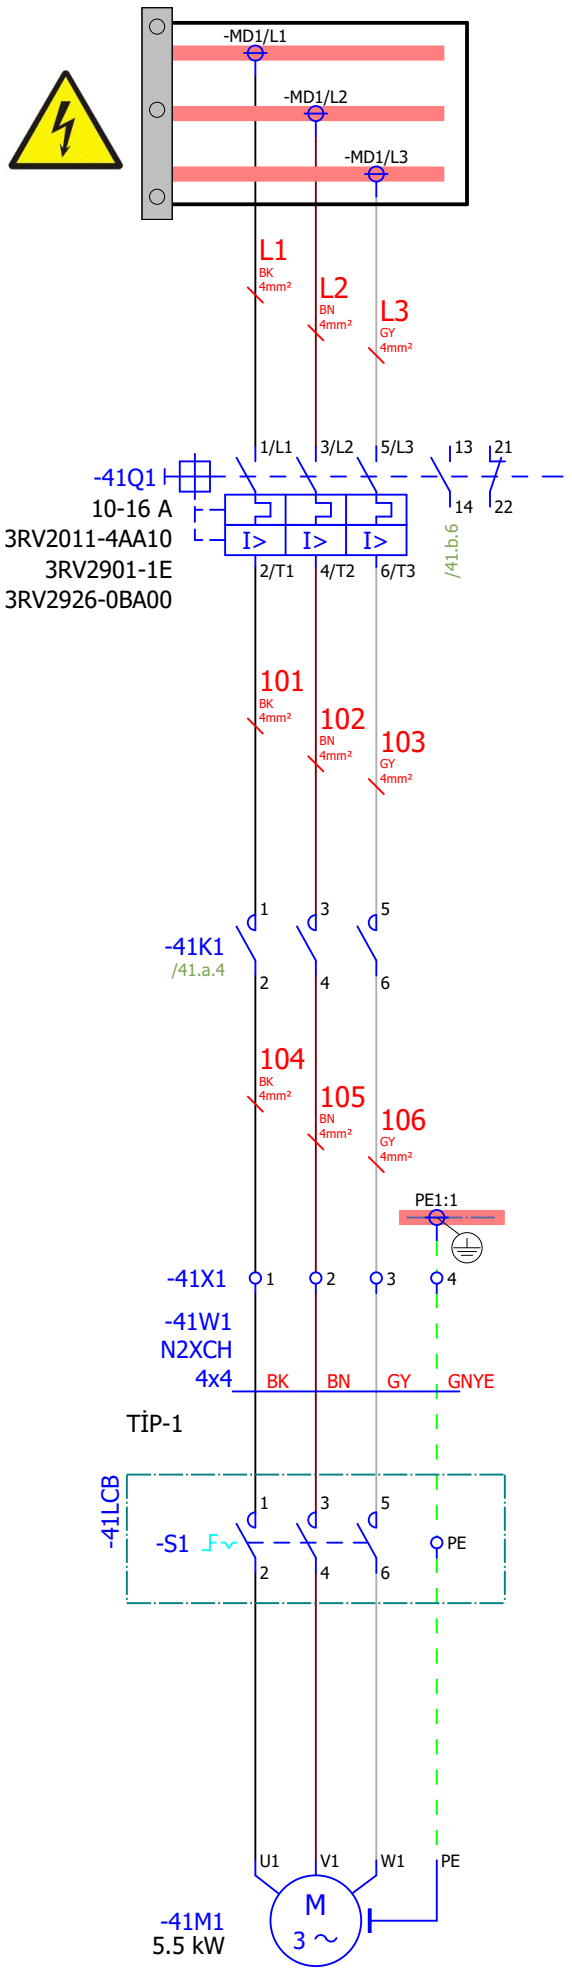 -MD1/L1
-MD1/L2
-MD1/L3
L1
BK
4mm²
L2
BN
4mm²
L3
GY
4mm²
1/L1
3/L2
5/L3
13
21
-41Q1
10-16 A
14
22
3RV2011-4AA10
I>
I>
I>
/41.b.6
3RV2901-1E
2/T1
4/T2
6/T3
3RV2926-0BA00
101
BK
4mm²
102
BN
4mm²
103
GY
4mm²
1
3
5
-41K1
/41.a.4
2
4
6
104
BK
4mm²
105
BN
4mm²
106
GY
4mm²
PE1:1
-41X1
1
2
3
4
-41W1
N2XCH
4x4
BK
BN
GY
GNYE
TİP-1
-41LCB
1
3
5
-S1
PE
2
4
6
U1
V1
W1
PE
M
3 ~
-41M1
5.5 kW